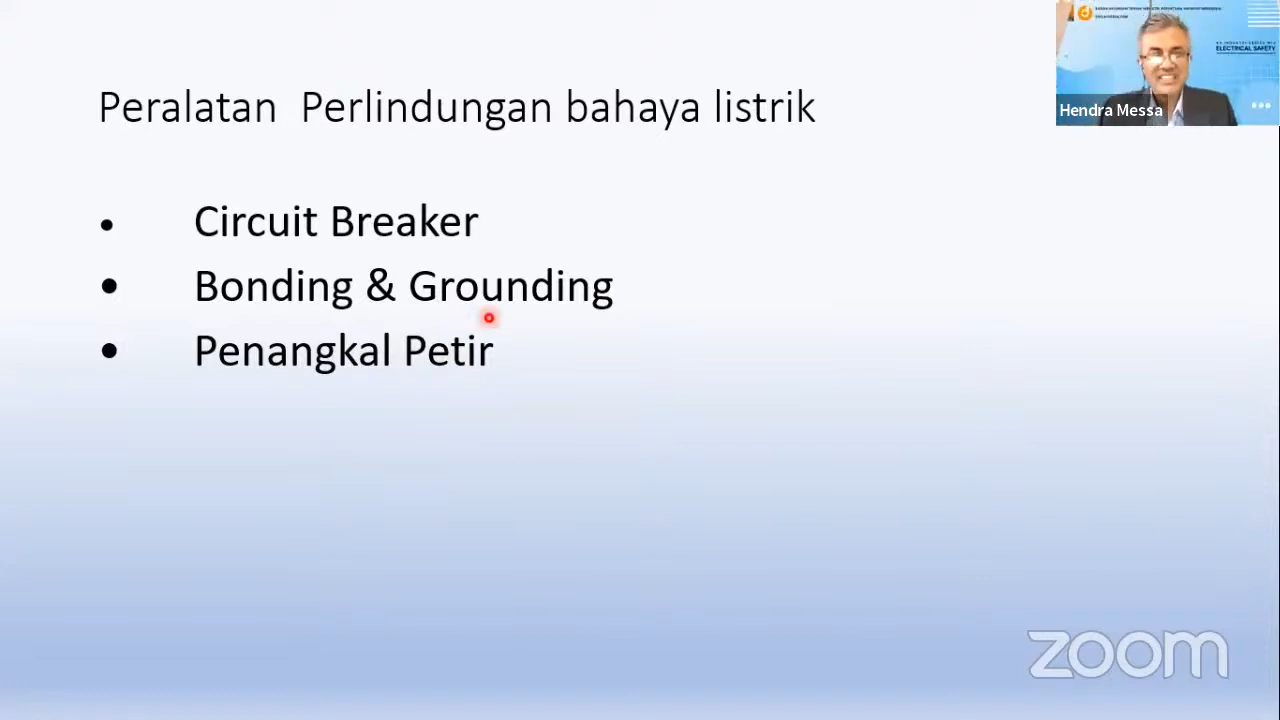 Peralatan Perlindungan bahaya listrik
• Circuit Breaker
• Bonding & Grounding
• Penangkal Petir
ELECTRICAL SAFETY
Hendra Messa
zoom